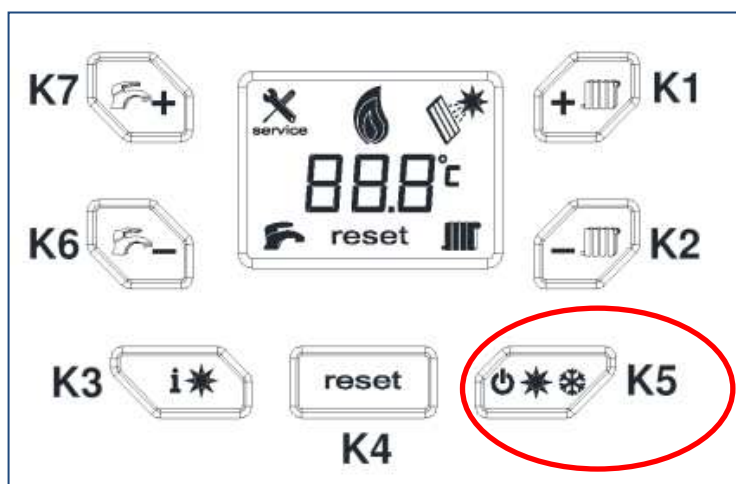 K7
+
+
K1
service
88.8°c
K6
−
reset
−
K2
K3
i
reset
K5
K4